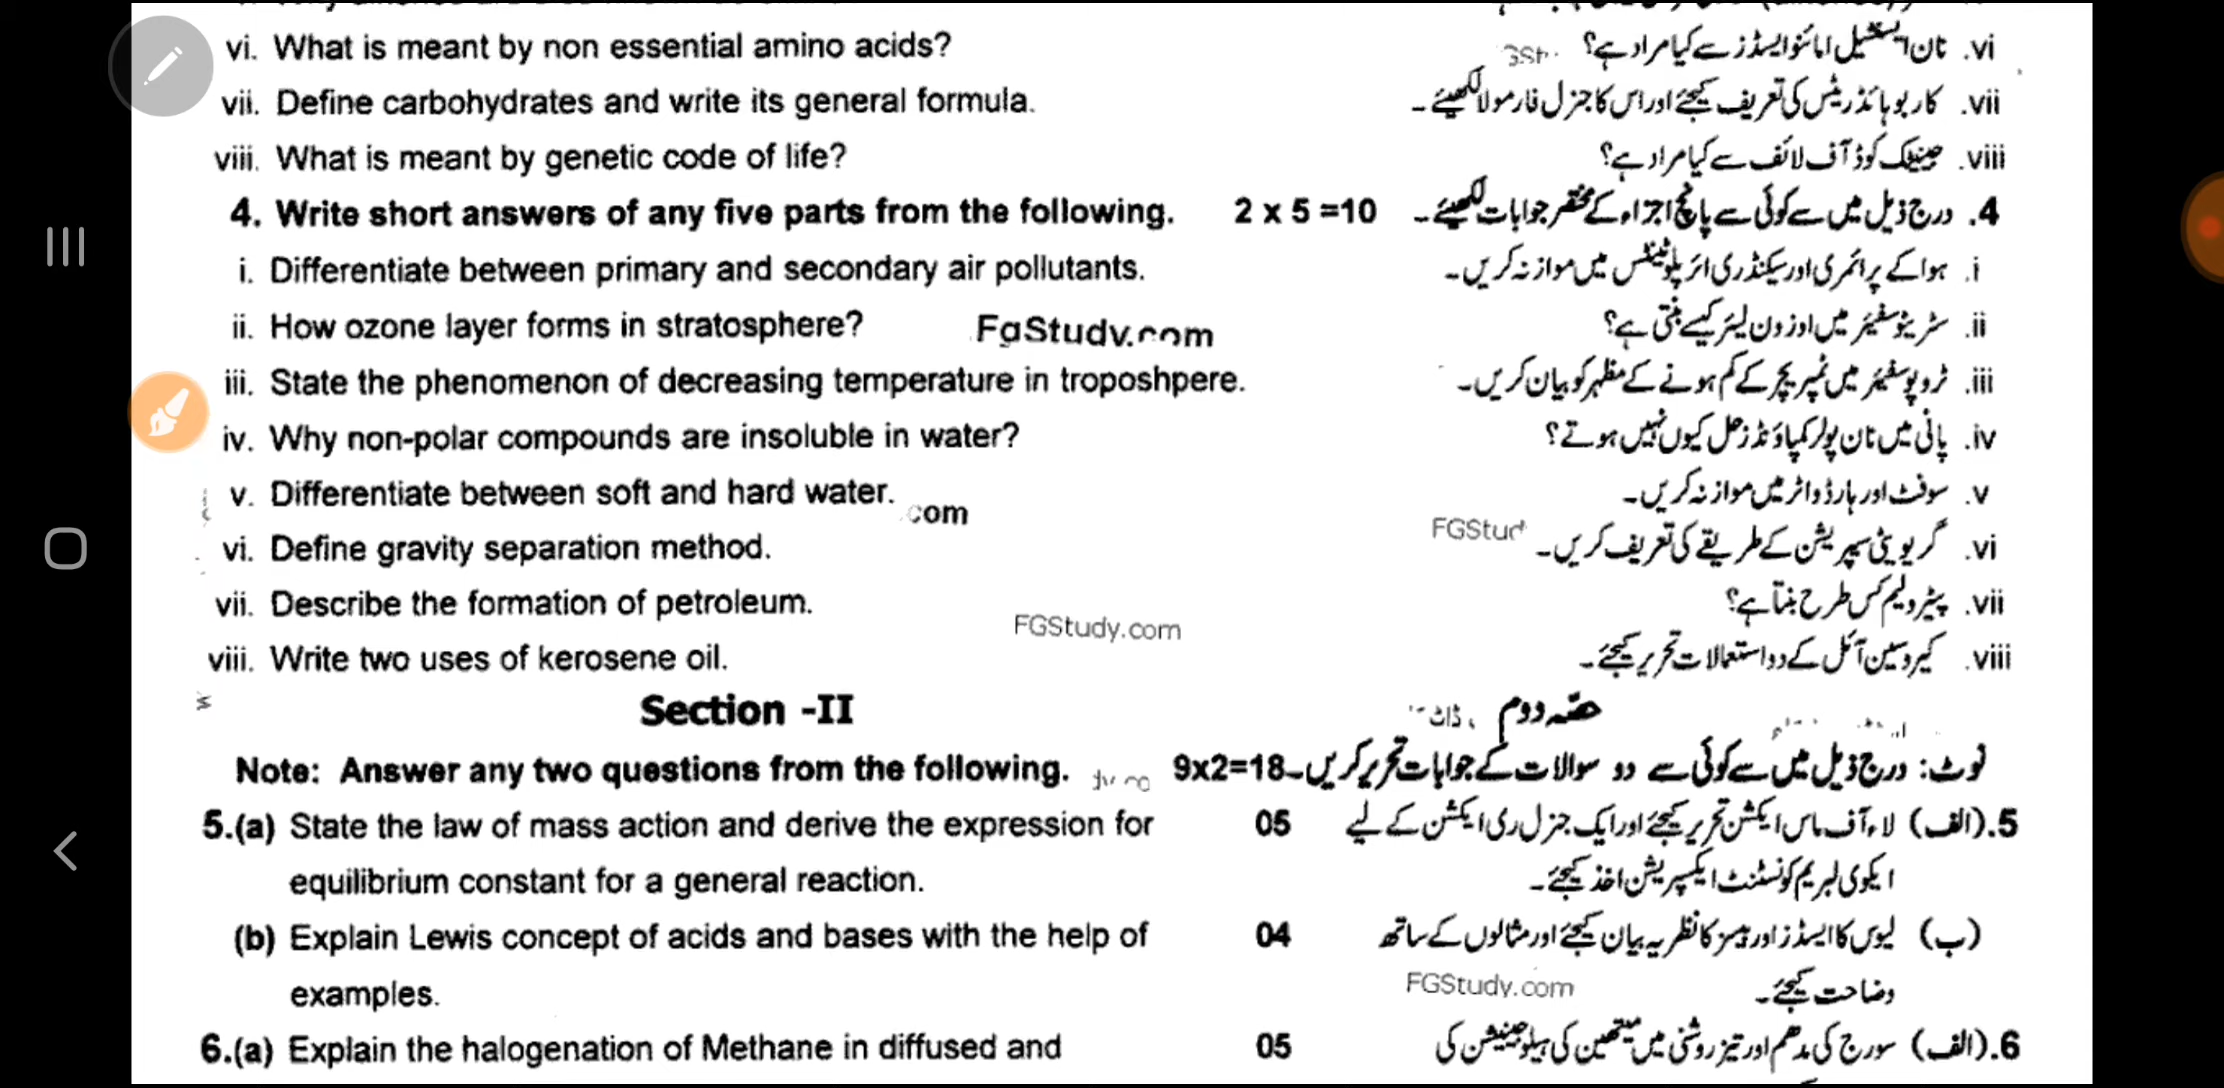 vi. What is meant by non essential amino acids? نان اسینشیل امائنو ایسڈز سے کیا مراد ہے؟ .vi
vii. Define carbohydrates and write its general formula. کاربوہائڈریٹس کی تعریف کیجئے اور اس کا جنرل فارمولا لکھیئے۔ .vii
viii. What is meant by genetic code of life? جینیٹک کوڈ آف لائف سے کیا مراد ہے؟ .viii
4. Write short answers of any five parts from the following. 2 x 5 =10 درج ذیل میں سے کوئی سے پانچ اجزاء کے مختصر جوابات لکھیئے۔ .4
i. Differentiate between primary and secondary air pollutants. ہوا کے پرائمری اور سیکنڈری ائر پلوٹینٹس میں موازنہ کریں۔ .i
ii. How ozone layer forms in stratosphere? سٹریٹوسفیئر میں اوزون لیئر کیسے بنتی ہے؟ .ii
FgStudy.com
iii. State the phenomenon of decreasing temperature in troposhpere. ٹروپوسفیئر میں ٹمپریچر کے کم ہونے کے مظہر کو بیان کریں۔ .iii
iv. Why non-polar compounds are insoluble in water? پانی میں نان پولر کمپاؤنڈز حل کیوں نہیں ہوتے؟ .iv
v. Differentiate between soft and hard water. سوفٹ اور ہارڈ واٹر میں موازنہ کریں۔ .v
com
FGStud
vi. Define gravity separation method. گریویٹی سپریشن کے طریقے کی تعریف کریں۔ .vi
vii. Describe the formation of petroleum. پیٹرولیم کس طرح بنتا ہے؟ .vii
FGStudy.com
viii. Write two uses of kerosene oil. کیروسین آئل کے دو استعمالات تحریر کیجئے۔ .viii
Section -II حصّہ دوم
Note: Answer any two questions from the following. 9x2=18 نوٹ: درج ذیل میں سے کوئی سے دو سوالات کے جوابات تحریر کریں۔
5.(a) State the law of mass action and derive the expression for 05 5.(الف) لاء آف ماس ایکشن تحریر کیجئے اور ایک جنرل ری ایکشن کے لیے
equilibrium constant for a general reaction. ایکوی لبریم کونسٹنٹ ایکسپریشن اخذ کیجئے۔
(b) Explain Lewis concept of acids and bases with the help of 04 (ب) لیوس کا ایسڈز اور بیسز کا نظریہ بیان کیجئے اور مثالوں کے ساتھ
examples. وضاحت کیجئے۔
FGStudy.com
6.(a) Explain the halogenation of Methane in diffused and 05 6.(الف) سورج کی مدھم اور تیز روشنی میں میتھین کی ہیلوجینیشن کی